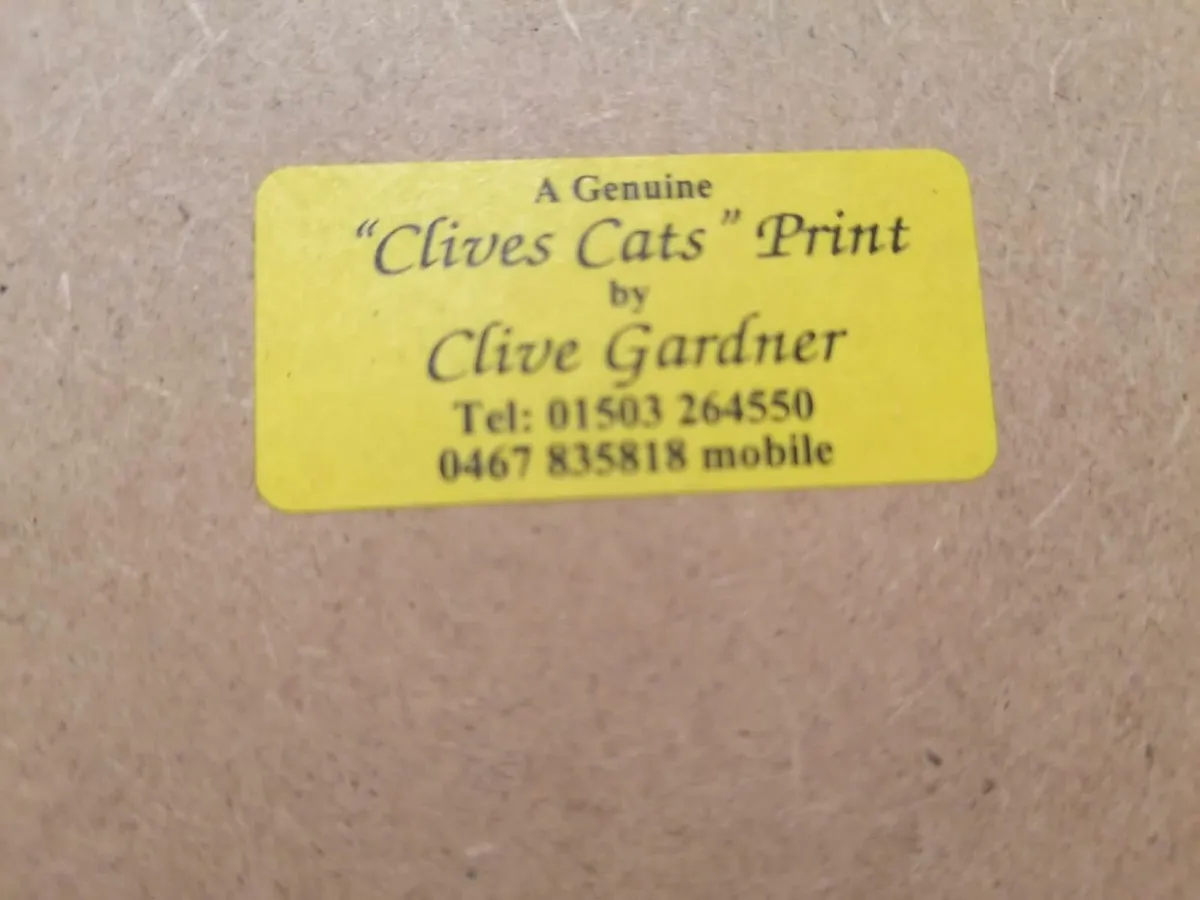 A Genuine
“Clives Cats” Print
by
Clive Gardner
Tel: 01503 264550
0467 835818 mobile